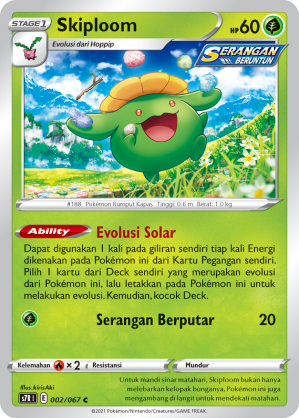 STAGE 1 Skiploom HP 60
Evolusi dari Hoppip
SERANGAN
BERUNTUN
#188 Pokémon Rumput Kapas Tinggi: 0.6 m Berat: 1.0 kg
Ability Evolusi Solar
Dapat digunakan 1 kali pada giliran sendiri tiap kali Energi
dikenakan pada Pokémon ini dari Kartu Pegangan sendiri.
Pilih 1 kartu dari Deck sendiri yang merupakan evolusi
dari Pokémon ini, lalu letakkan pada Pokémon ini untuk
melakukan evolusi. Kemudian, kocok Deck.
Serangan Berputar 20
Kelemahan ×2 Resistansi Mundur
Illus. kirisAki
s7R I E 002/067 C
Untuk mandi sinar matahari, Skiploom bukan hanya
melebarkan kelopak bunganya, Pokémon ini juga melayang
di langit untuk mendekati matahari.
©2021 Pokémon/Nintendo/Creatures/GAME FREAK